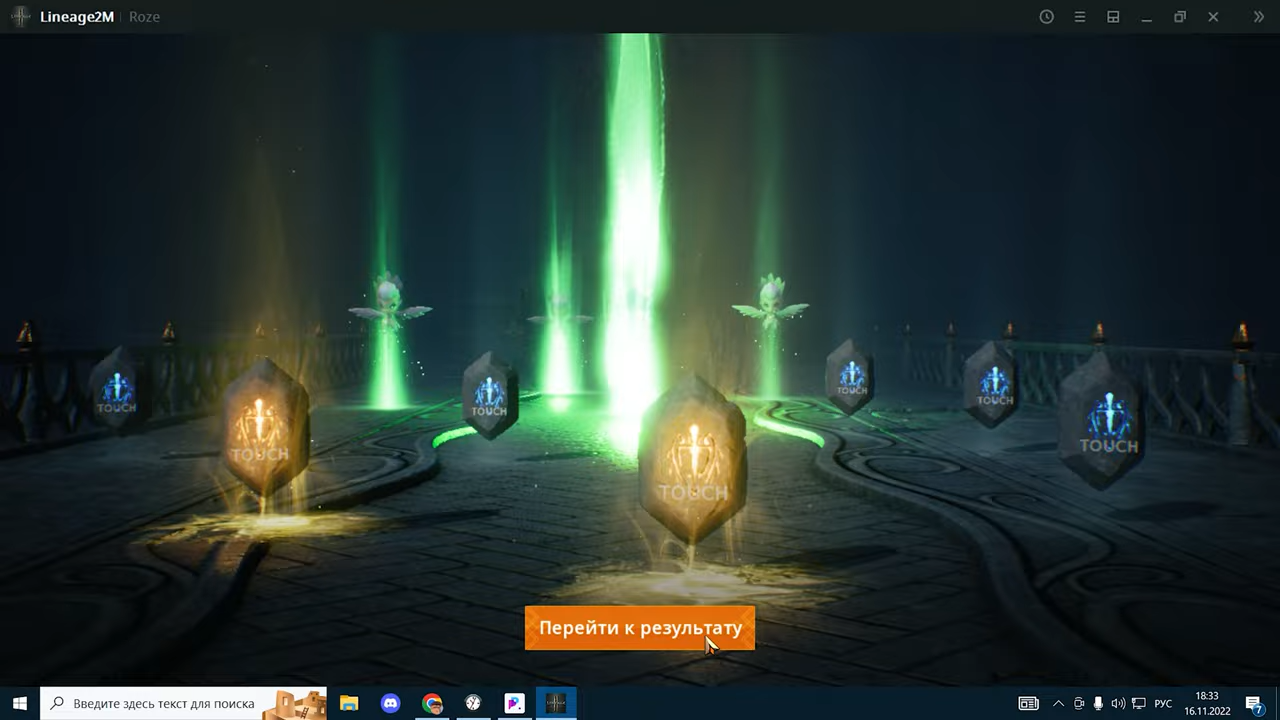 Lineage2M Roze
TOUCH
TOUCH
TOUCH
TOUCH
TOUCH
TOUCH
TOUCH
Перейти к результату
Введите здесь текст для поиска
РУС
18:33
16.11.2022
7